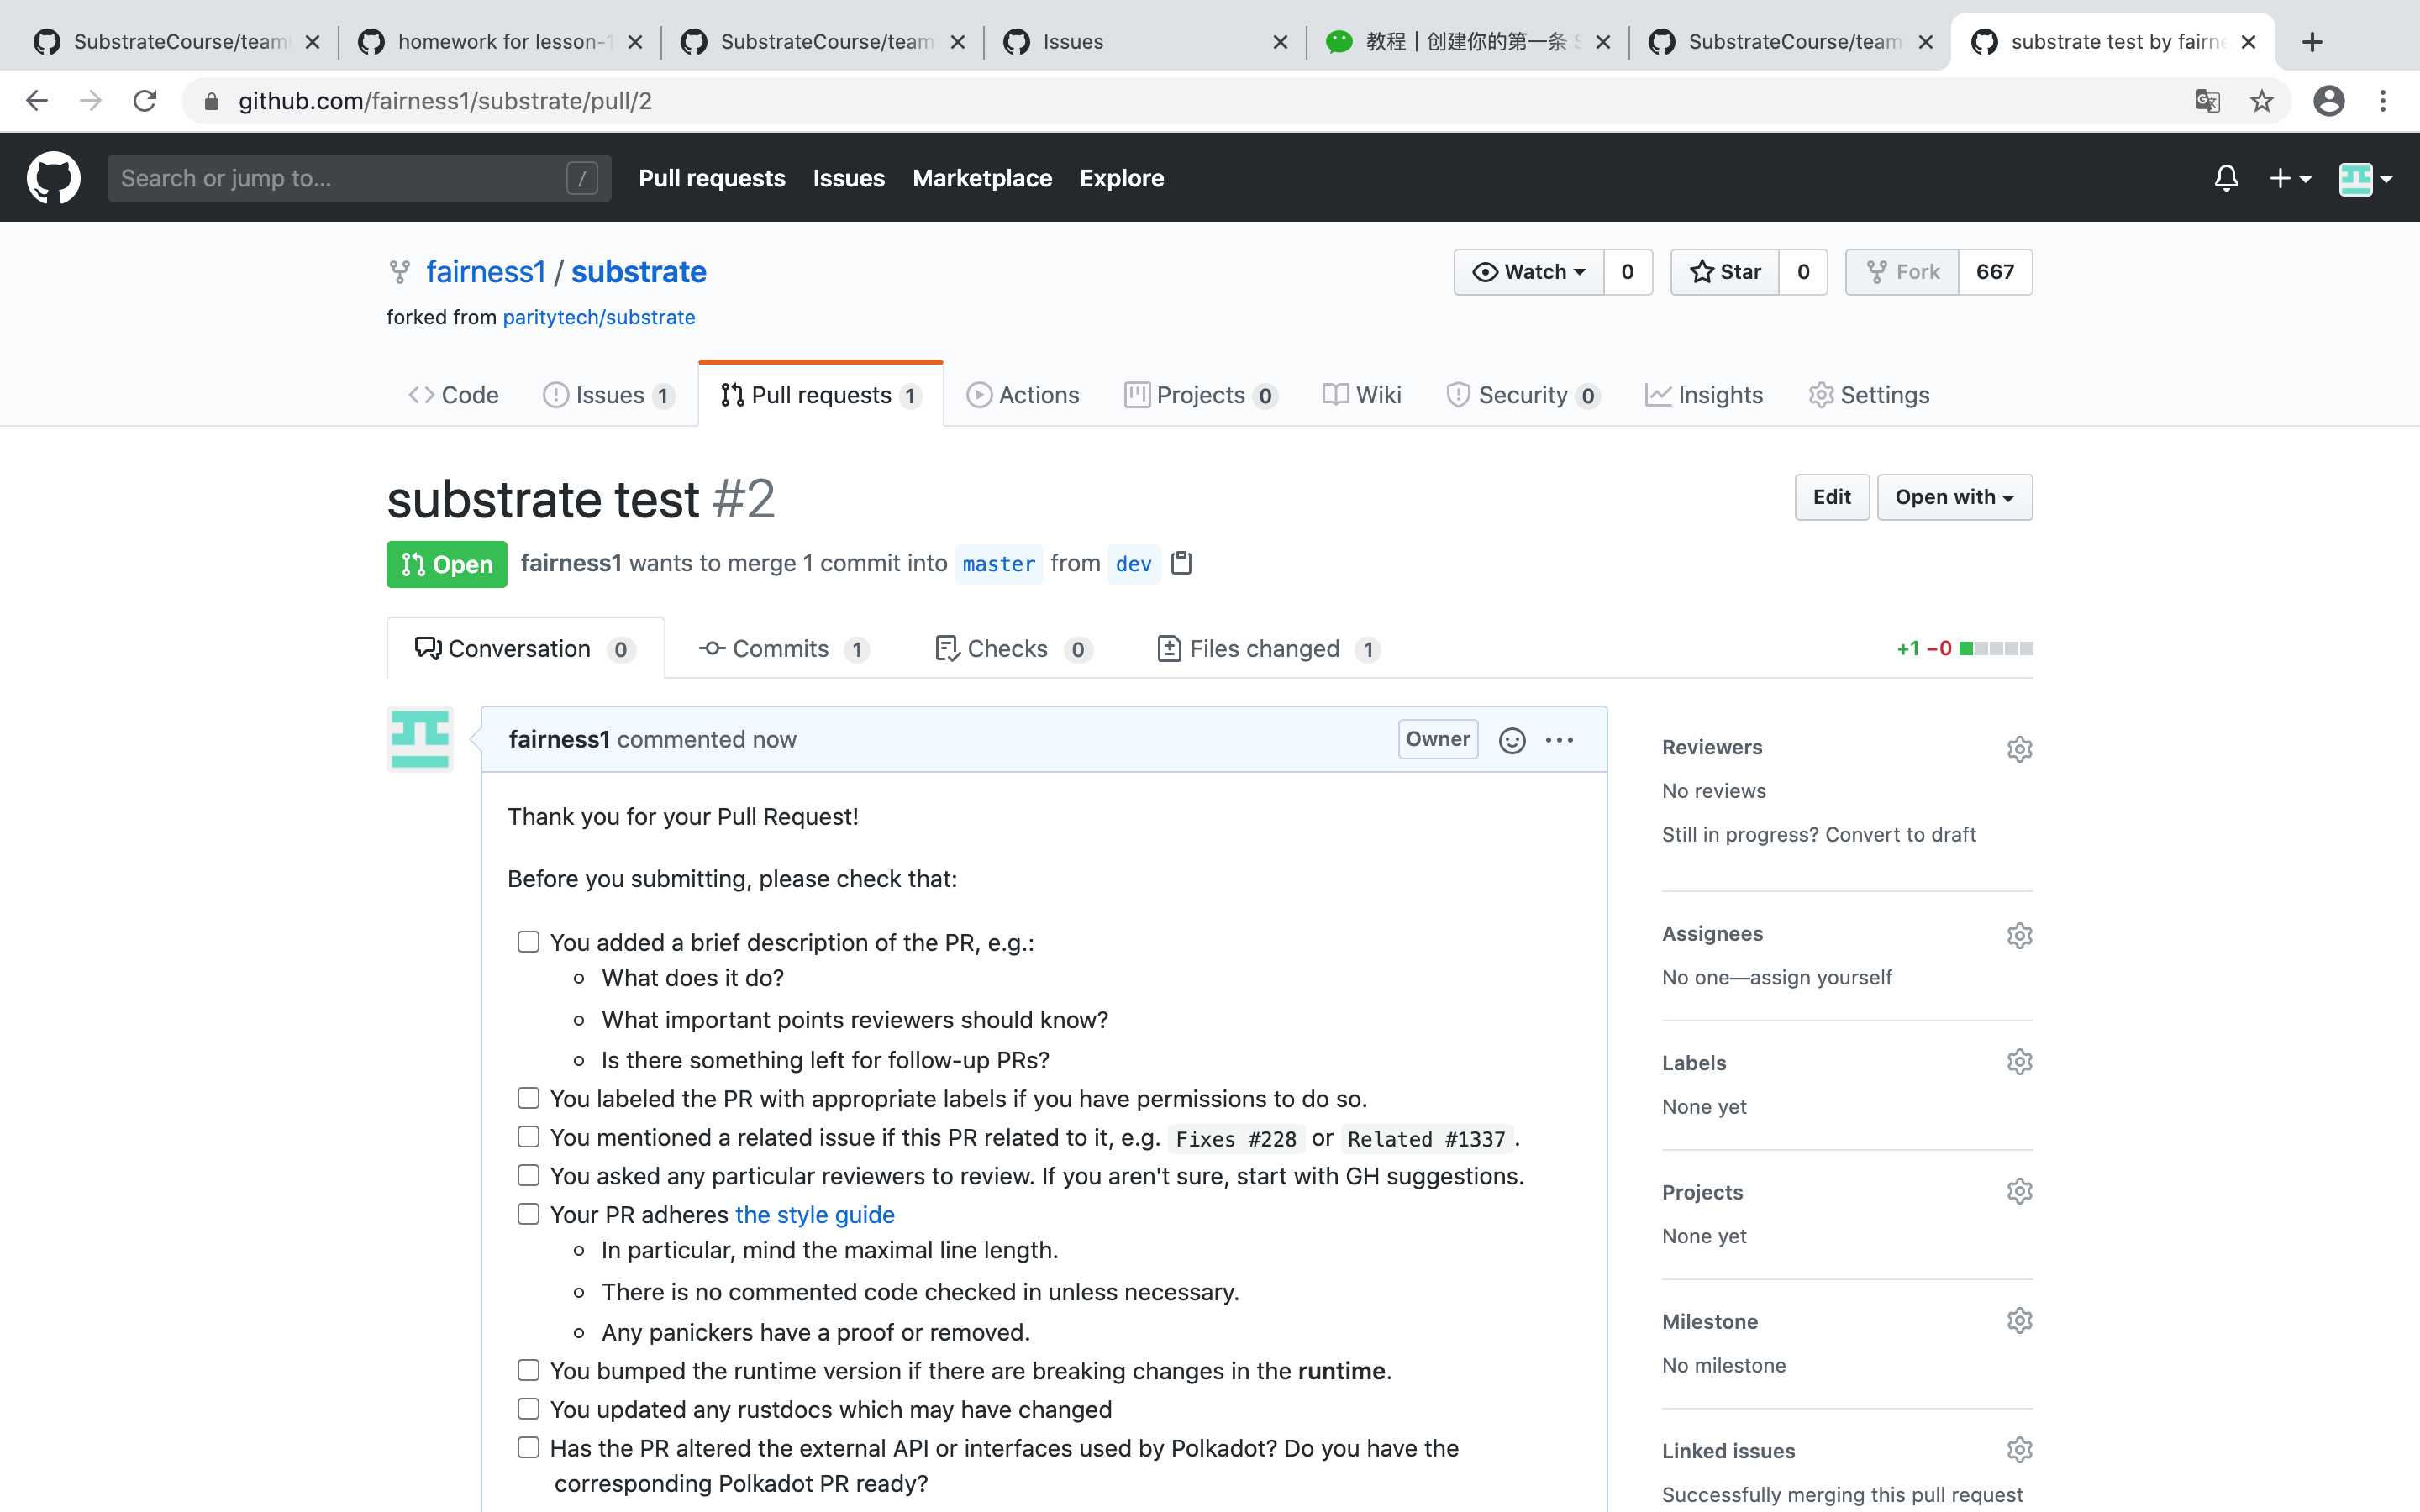 SubstrateCourse/team
homework for lesson-1
SubstrateCourse/team
Issues
教程 | 创建你的第一条 S
SubstrateCourse/team
substrate test by fairne
github.com/fairness1/substrate/pull/2
Search or jump to...
/
Pull requests
Issues
Marketplace
Explore
fairness1 / substrate
Watch 0
Star 0
Fork 667
forked from paritytech/substrate
Code
Issues 1
Pull requests 1
Actions
Projects 0
Wiki
Security 0
Insights
Settings
substrate test #2
Edit
Open with
Open
fairness1 wants to merge 1 commit into master from dev
Conversation 0
Commits 1
Checks 0
Files changed 1
+1 −0
fairness1 commented now
Owner
Thank you for your Pull Request!
Before you submitting, please check that:
You added a brief description of the PR, e.g.:
What does it do?
What important points reviewers should know?
Is there something left for follow-up PRs?
You labeled the PR with appropriate labels if you have permissions to do so.
You mentioned a related issue if this PR related to it, e.g. Fixes #228 or Related #1337 .
You asked any particular reviewers to review. If you aren't sure, start with GH suggestions.
Your PR adheres the style guide
In particular, mind the maximal line length.
There is no commented code checked in unless necessary.
Any panickers have a proof or removed.
You bumped the runtime version if there are breaking changes in the runtime.
You updated any rustdocs which may have changed
Has the PR altered the external API or interfaces used by Polkadot? Do you have the
corresponding Polkadot PR ready?
Reviewers
No reviews
Still in progress? Convert to draft
Assignees
No one—assign yourself
Labels
None yet
Projects
None yet
Milestone
No milestone
Linked issues
Successfully merging this pull request